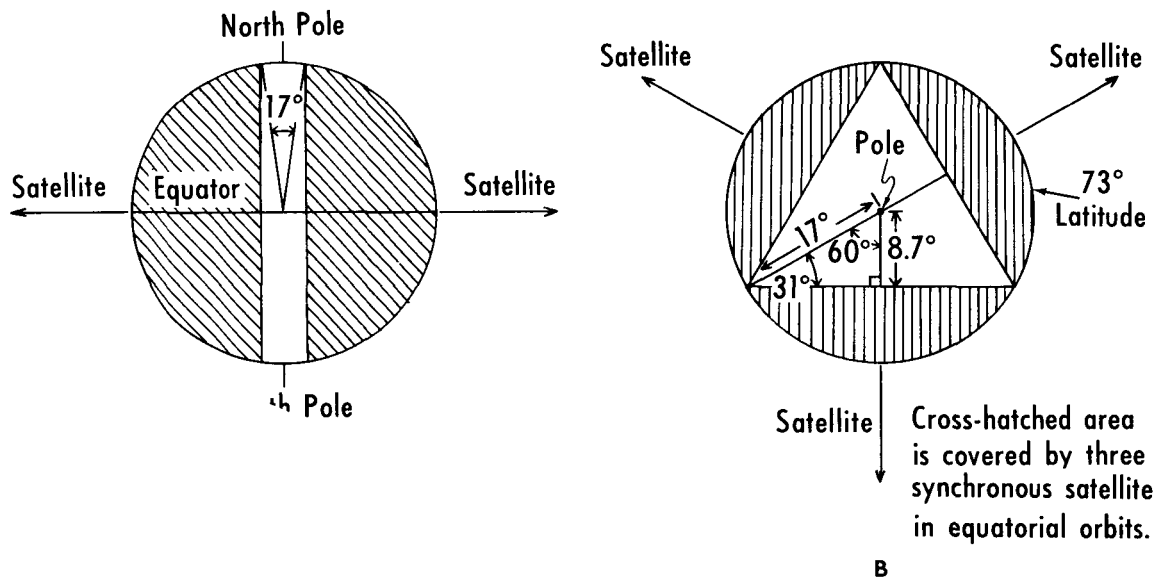 North Pole
17°
Satellite
Equator
Satellite
Pole
Satellite
Satellite
Pole
73°
Latitude
17°
60°
8.7°
31°
Satellite
Cross-hatched area
is covered by three
synchronous satellite
in equatorial orbits.
B